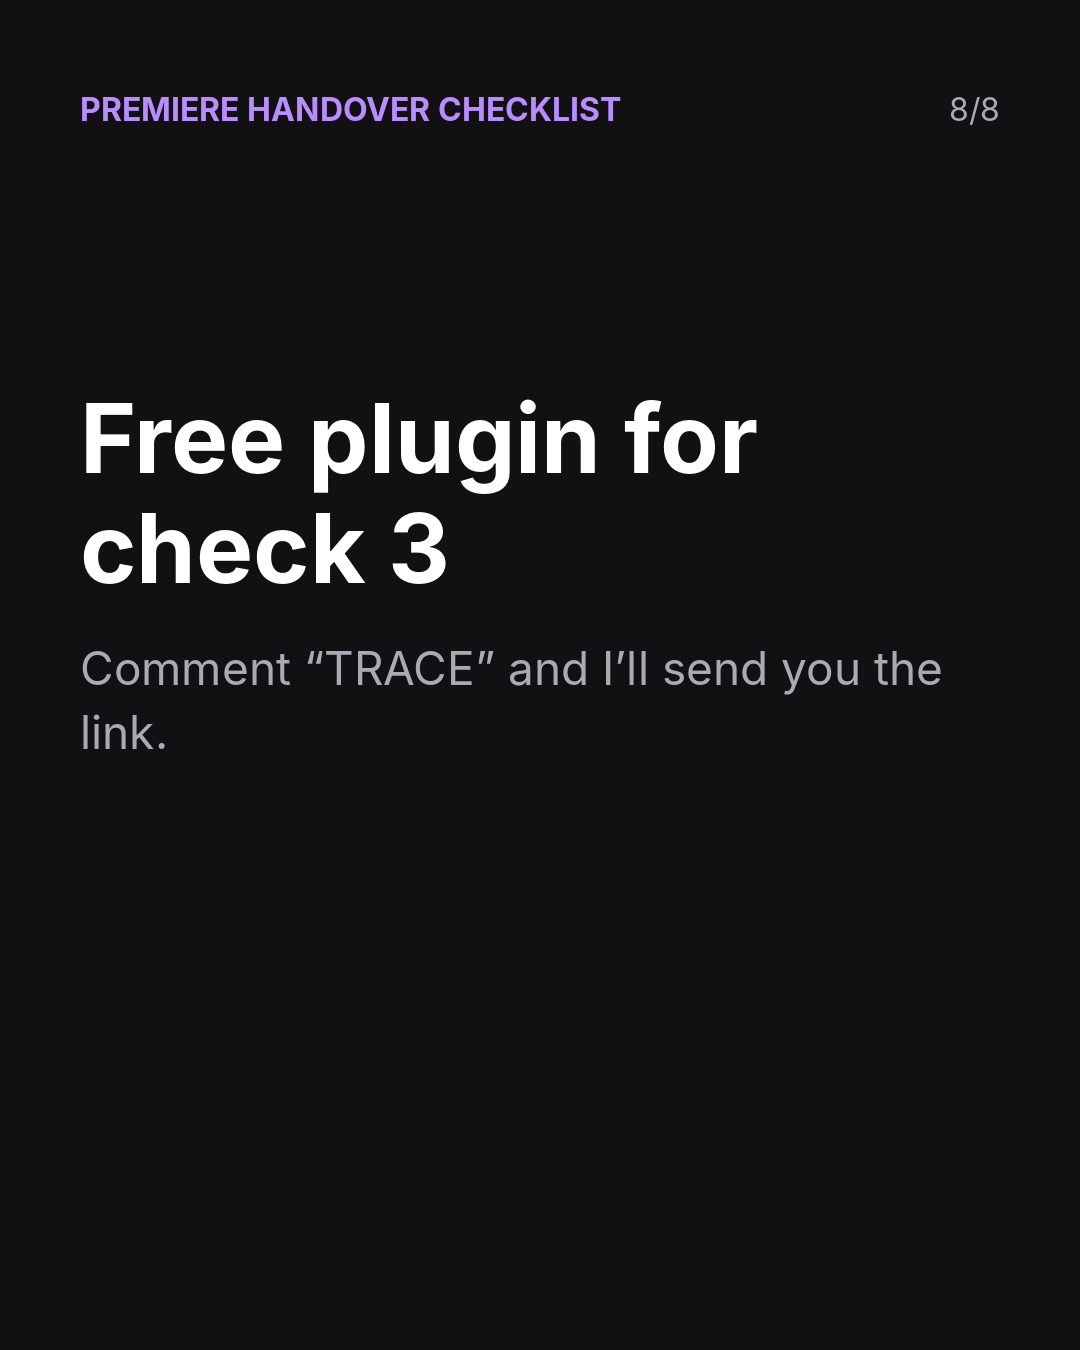 PREMIERE HANDOVER CHECKLIST
8/8
Free plugin for
check 3
Comment “TRACE” and I’ll send you the
link.